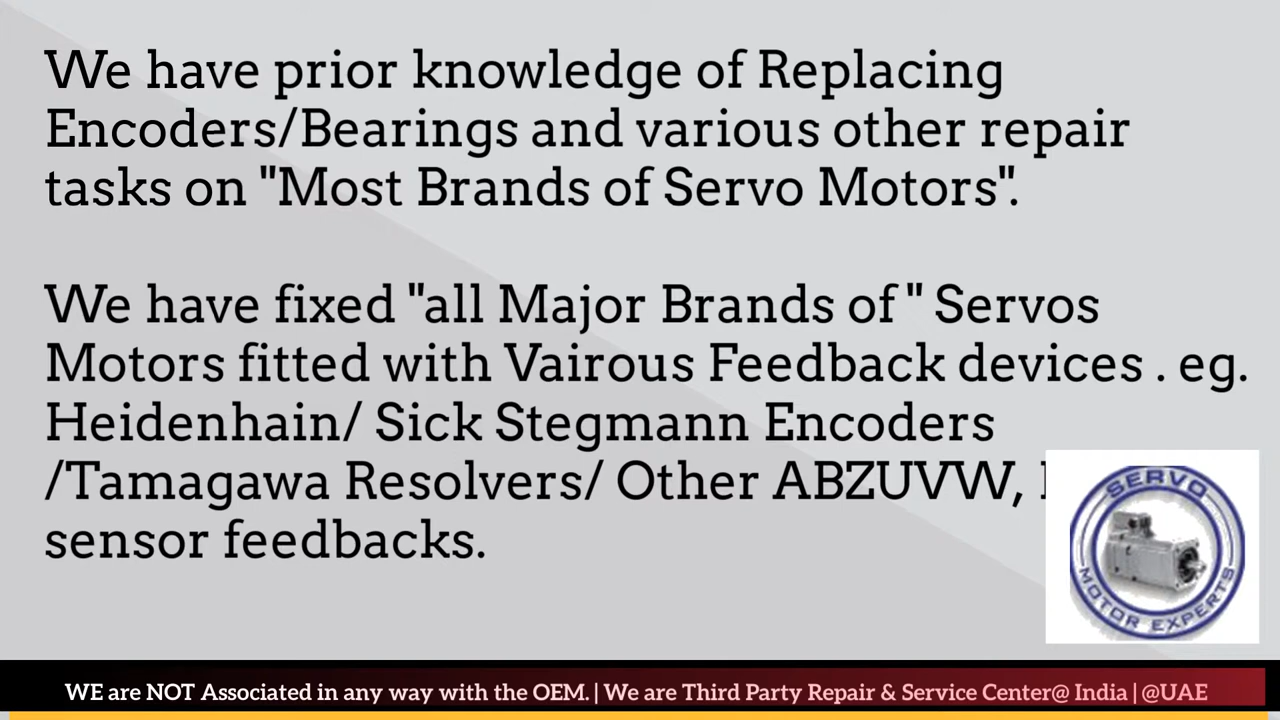 We have prior knowledge of Replacing
Encoders/Bearings and various other repair
tasks on "Most Brands of Servo Motors".
We have fixed "all Major Brands of " Servos
Motors fitted with Vairous Feedback devices . eg.
Heidenhain/ Sick Stegmann Encoders
/Tamagawa Resolvers/ Other ABZUVW,
sensor feedbacks.
SERVO
MOTOR EXPERTS
WE are NOT Associated in any way with the OEM. | We are Third Party Repair & Service Center@ India | @UAE